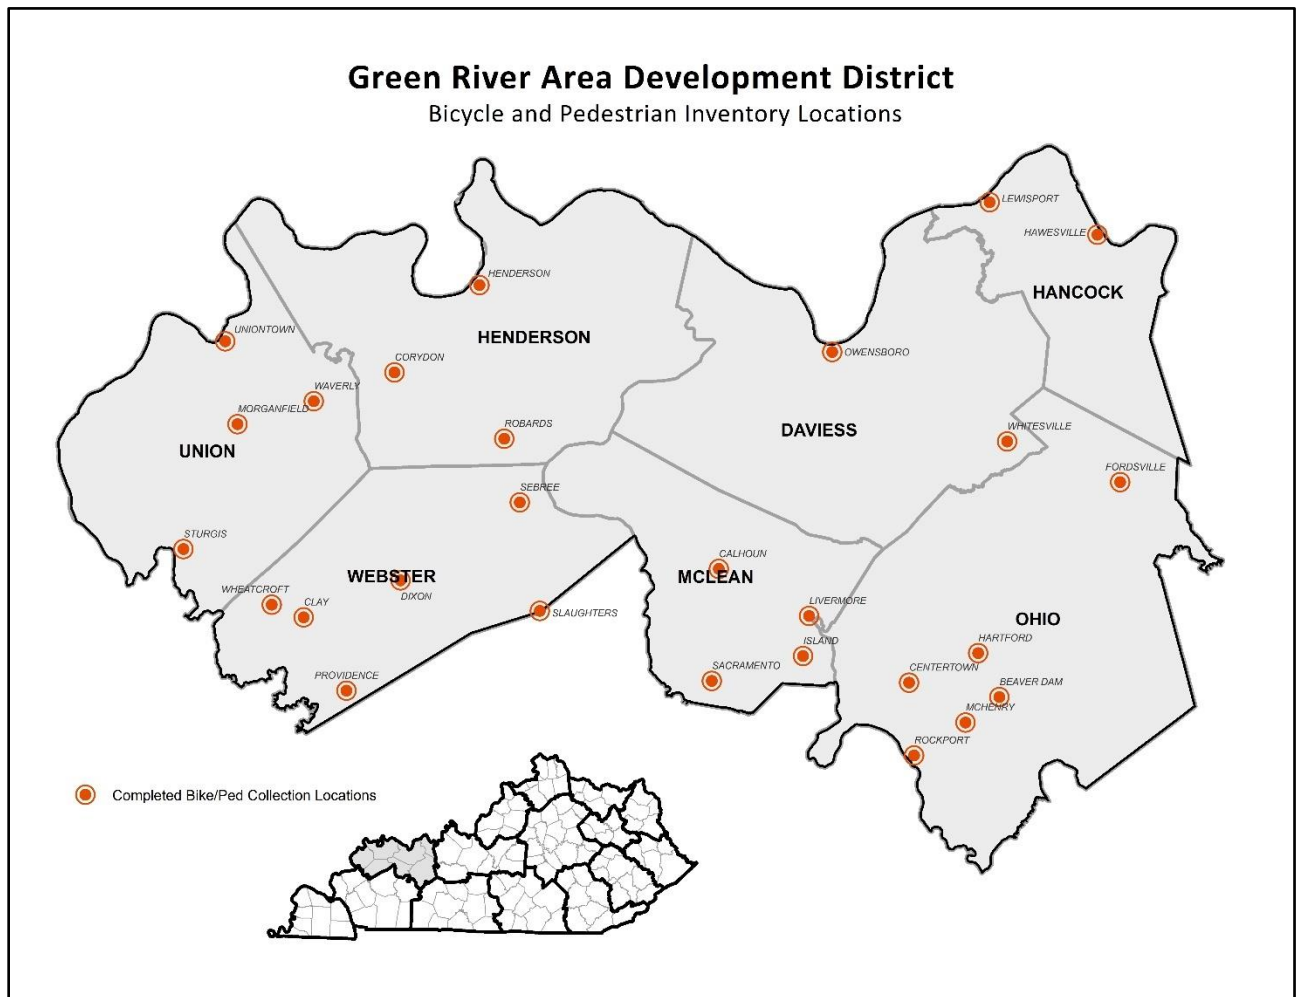 Green River Area Development District
Bicycle and Pedestrian Inventory Locations
LEWISPORT
HAWESVILLE
HENDERSON
HANCOCK
UNIONTOWN
HENDERSON
OWENSBORO
CORYDON
WAVERLY
MORGANFIELD
ROBARDS
DAVIESS
WHITESVILLE
UNION
FORDSVILLE
SEBREE
STURGIS
CALHOUN
WEBSTER
MCLEAN
WHEATCROFT
DIXON
CLAY
SLAUGHTERS
LIVERMORE
OHIO
HARTFORD
ISLAND
SACRAMENTO
CENTERTOWN
PROVIDENCE
BEAVER DAM
MCHENRY
ROCKPORT
Completed Bike/Ped Collection Locations